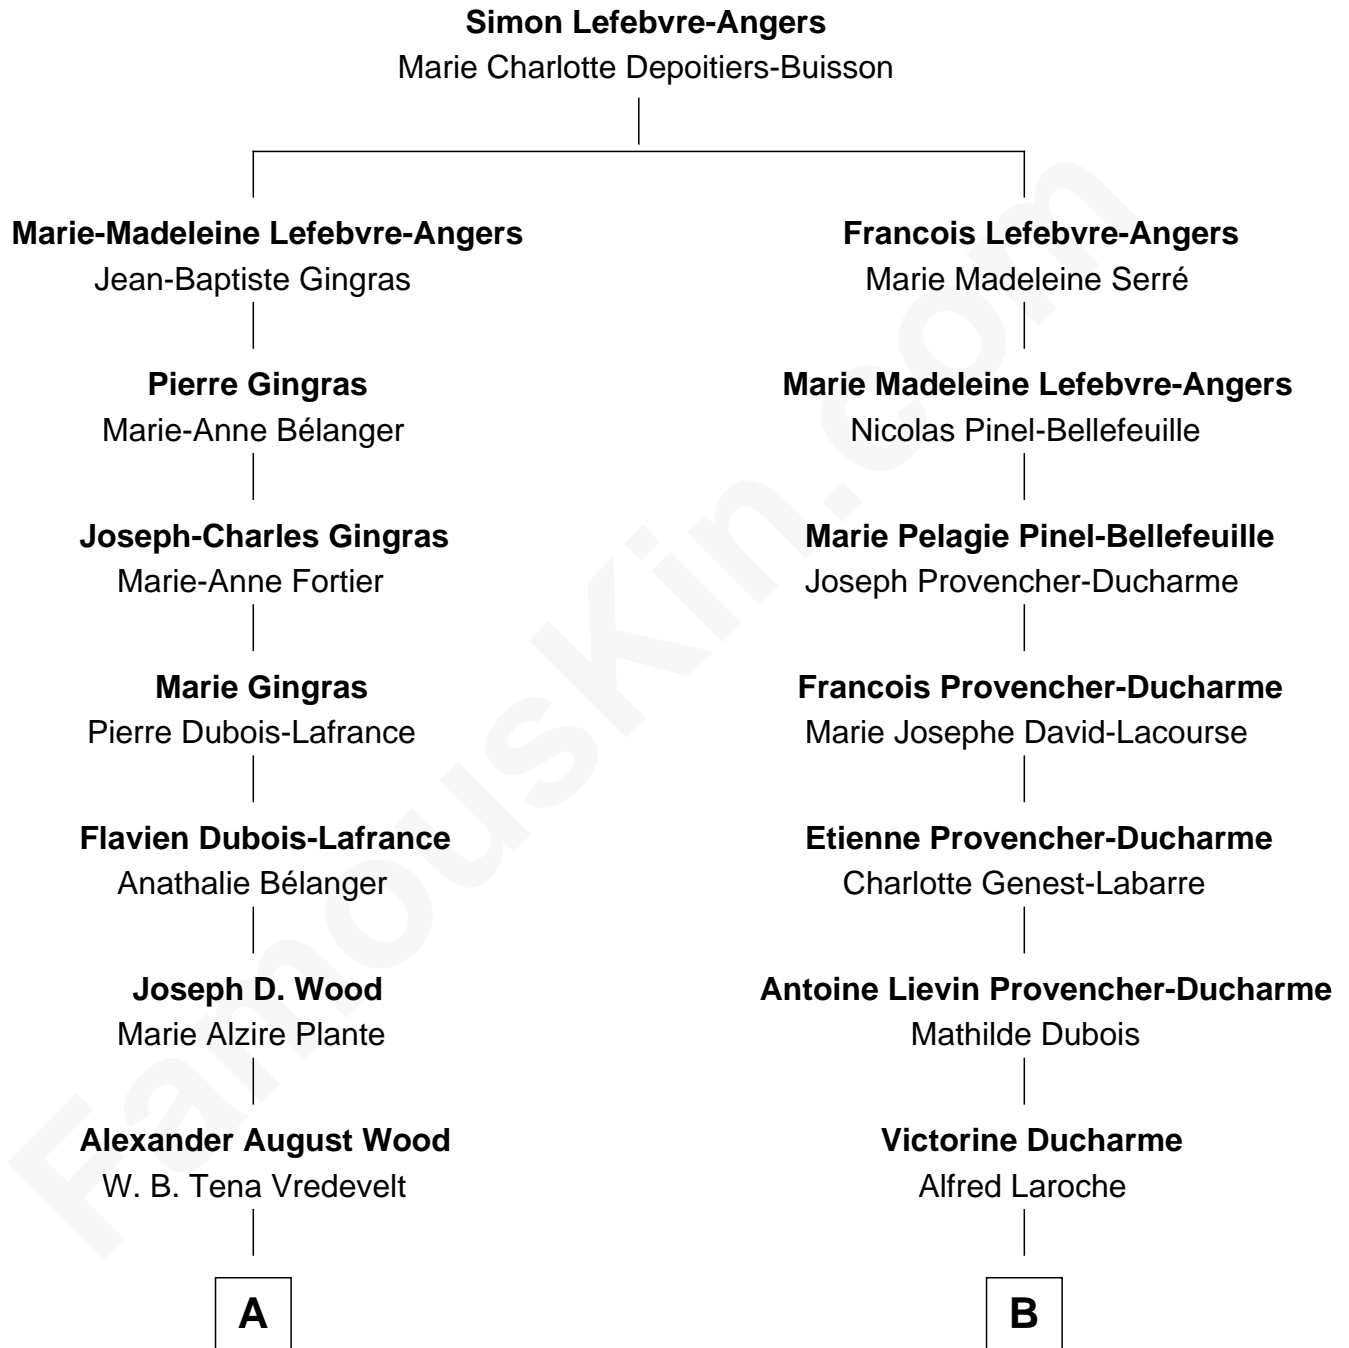 Simon Lefebvre-Angers
Marie Charlotte Depoitiers-Buisson
Marie-Madeleine Lefebvre-Angers
Jean-Baptiste Gingras
Pierre Gingras
Marie-Anne Bélanger
Joseph-Charles Gingras
Marie-Anne Fortier
Marie Gingras
Pierre Dubois-Lafrance
Flavien Dubois-Lafrance
Anathalie Bélanger
Joseph D. Wood
Marie Alzire Plante
Alexander August Wood
W. B. Tena Vredevelt
A
Francois Lefebvre-Angers
Marie Madeleine Serré
Marie Madeleine Lefebvre-Angers
Nicolas Pinel-Bellefeuille
Marie Pelagie Pinel-Bellefeuille
Joseph Provencher-Ducharme
Francois Provencher-Ducharme
Marie Josephe David-Lacourse
Etienne Provencher-Ducharme
Charlotte Genest-Labarre
Antoine Lievin Provencher-Ducharme
Mathilde Dubois
Victorine Ducharme
Alfred Laroche
B
FamousKin.com